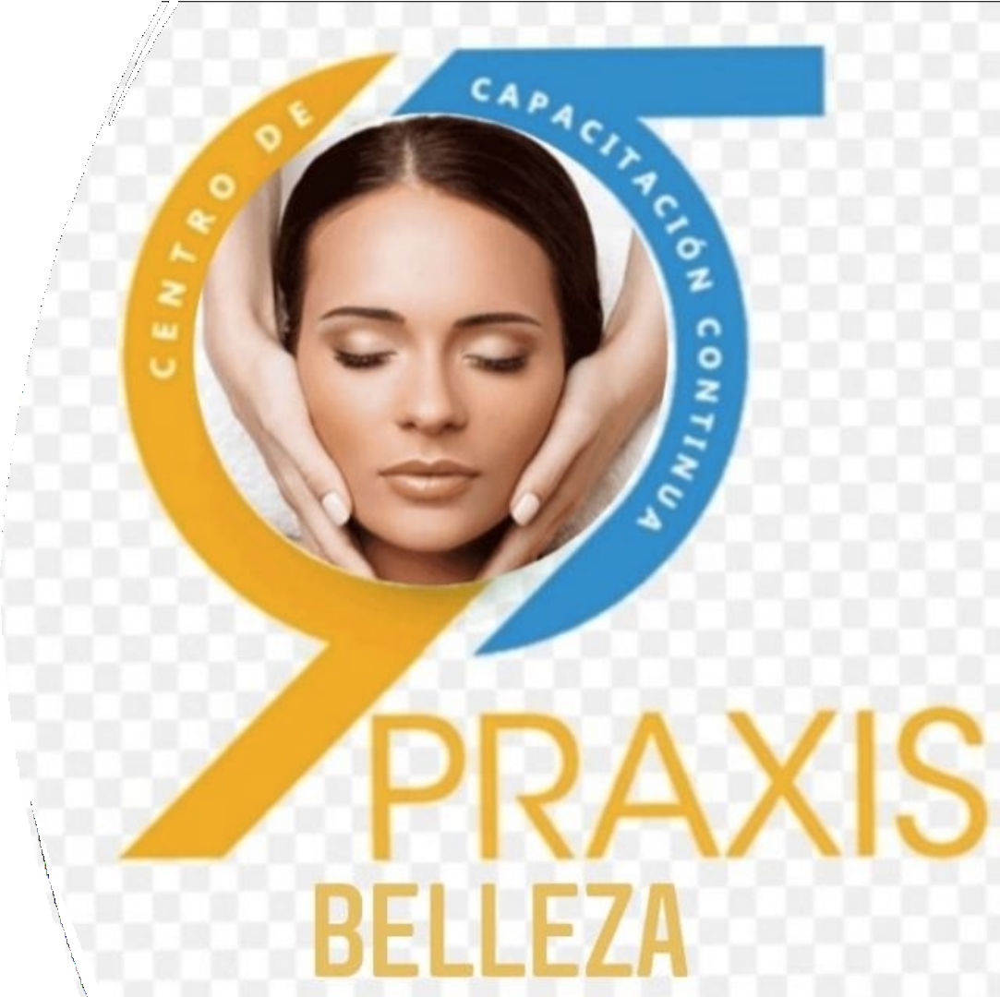 CENTRO DE
CAPACITACIÓN CONTINUA
PRAXIS
BELLEZA